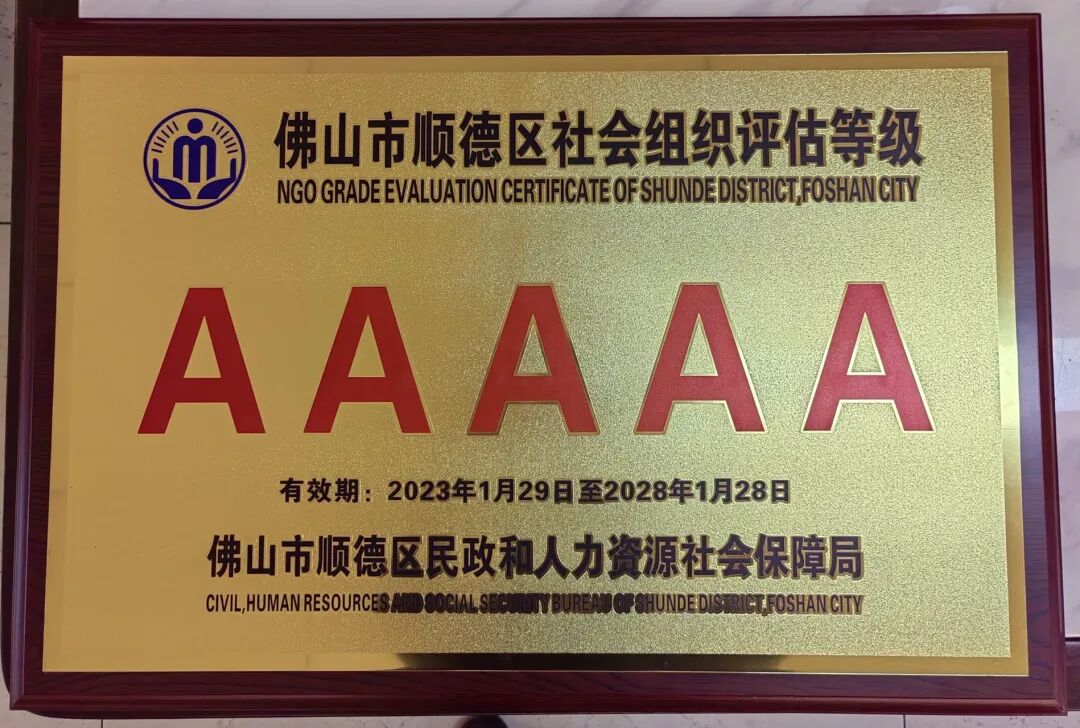 佛山市顺德区社会组织评估等级
NGO GRADE EVALUATION CERTIFICATE OF SHUNDE DISTRICT,FOSHAN CITY
AAAAA
有效期：2023年1月29日至2028年1月28日
佛山市顺德区民政和人力资源社会保障局
CIVIL,HUMAN RESOURCES AND SOCIAL SECURITY BUREAU OF SHUNDE DISTRICT,FOSHAN CITY